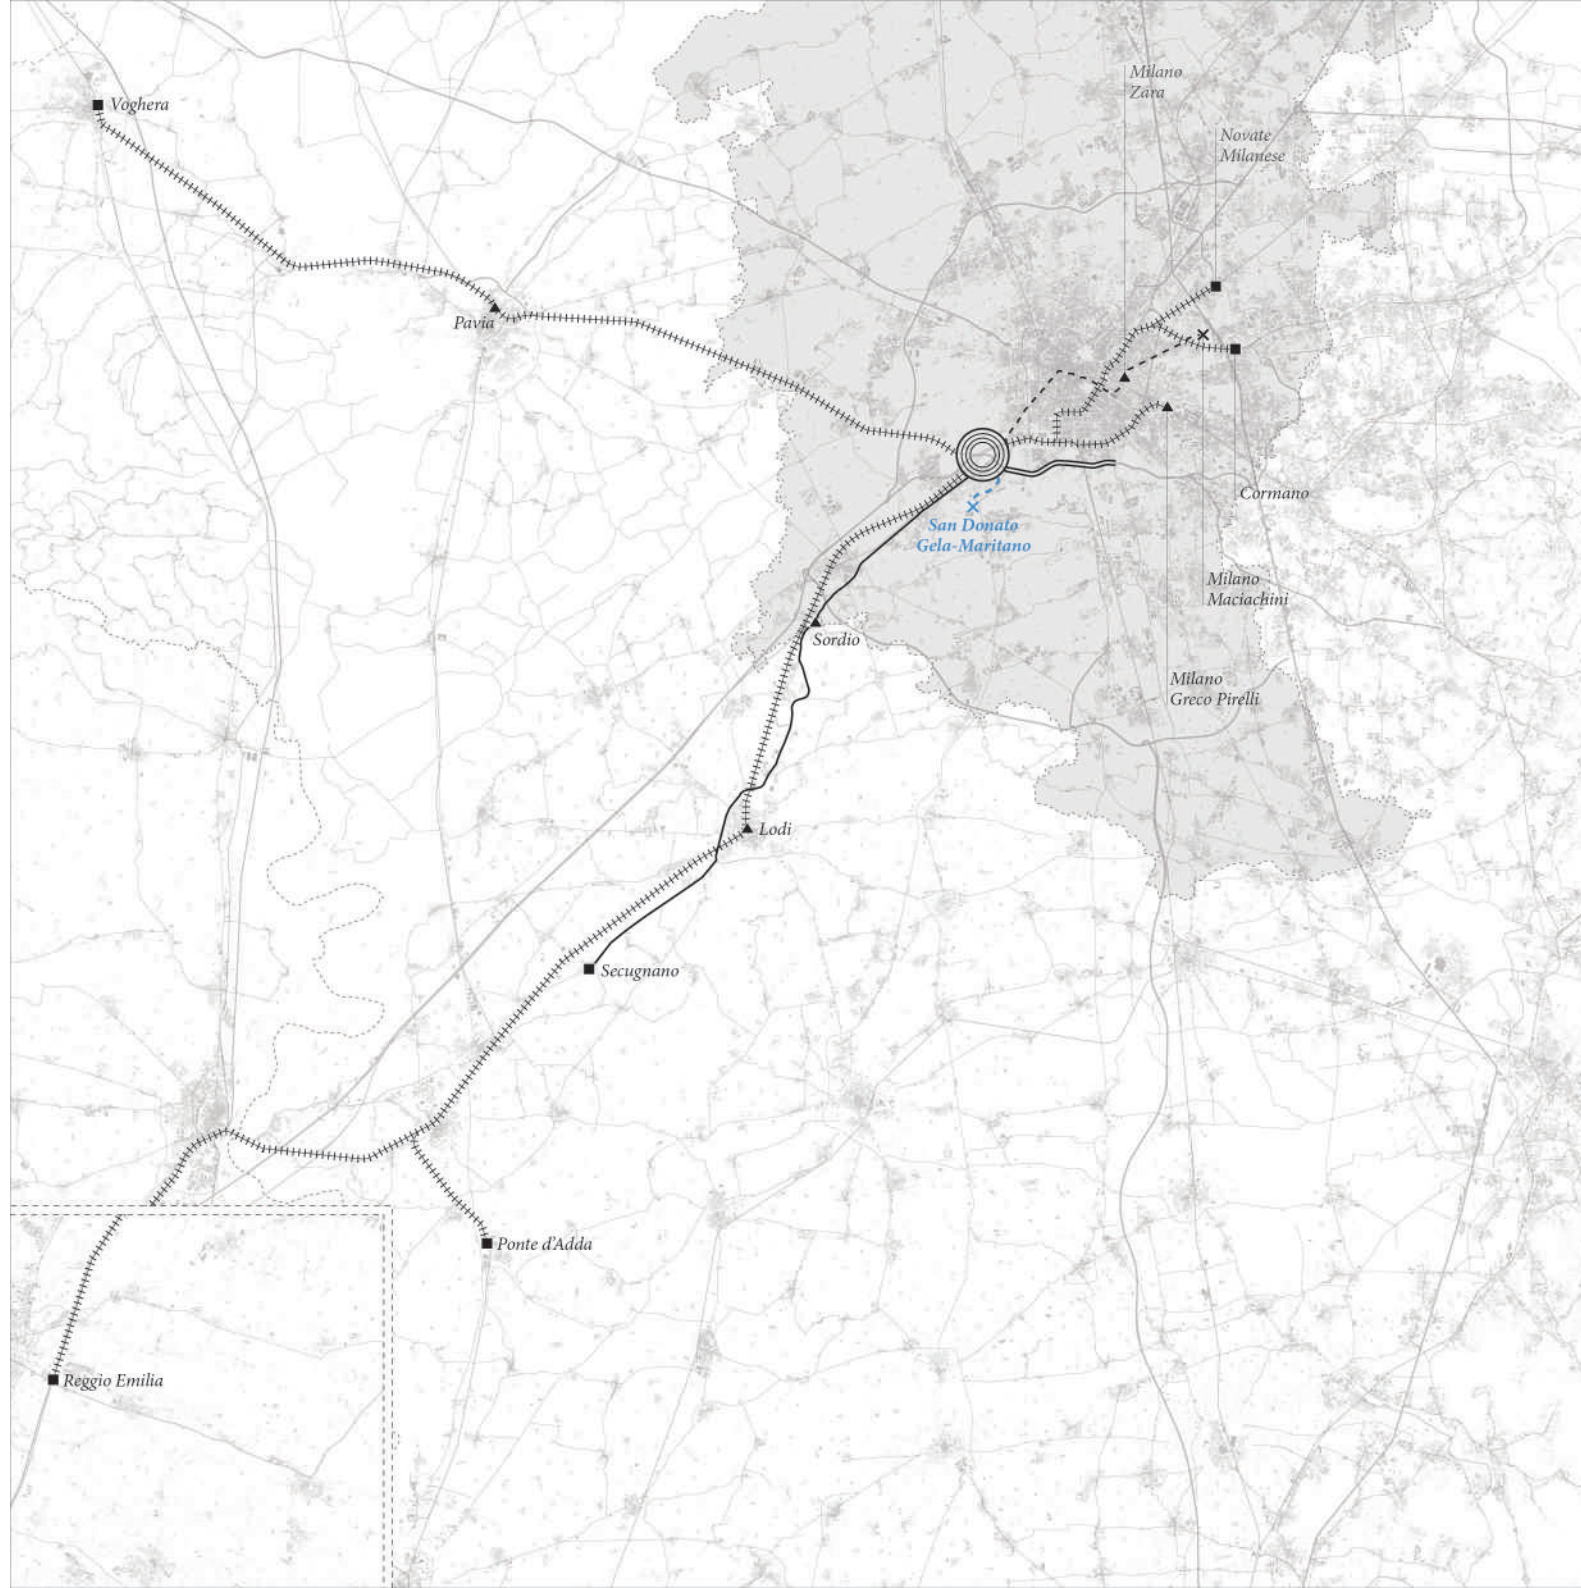 Milano
Zara
Voghera
Novate
Milanese
Pavia
Cormano
San Donato
Gela-Maritano
Milano
Maciachini
Sordio
Milano
Greco Pirelli
Lodi
Secugnano
Ponte d'Adda
Reggio Emilia